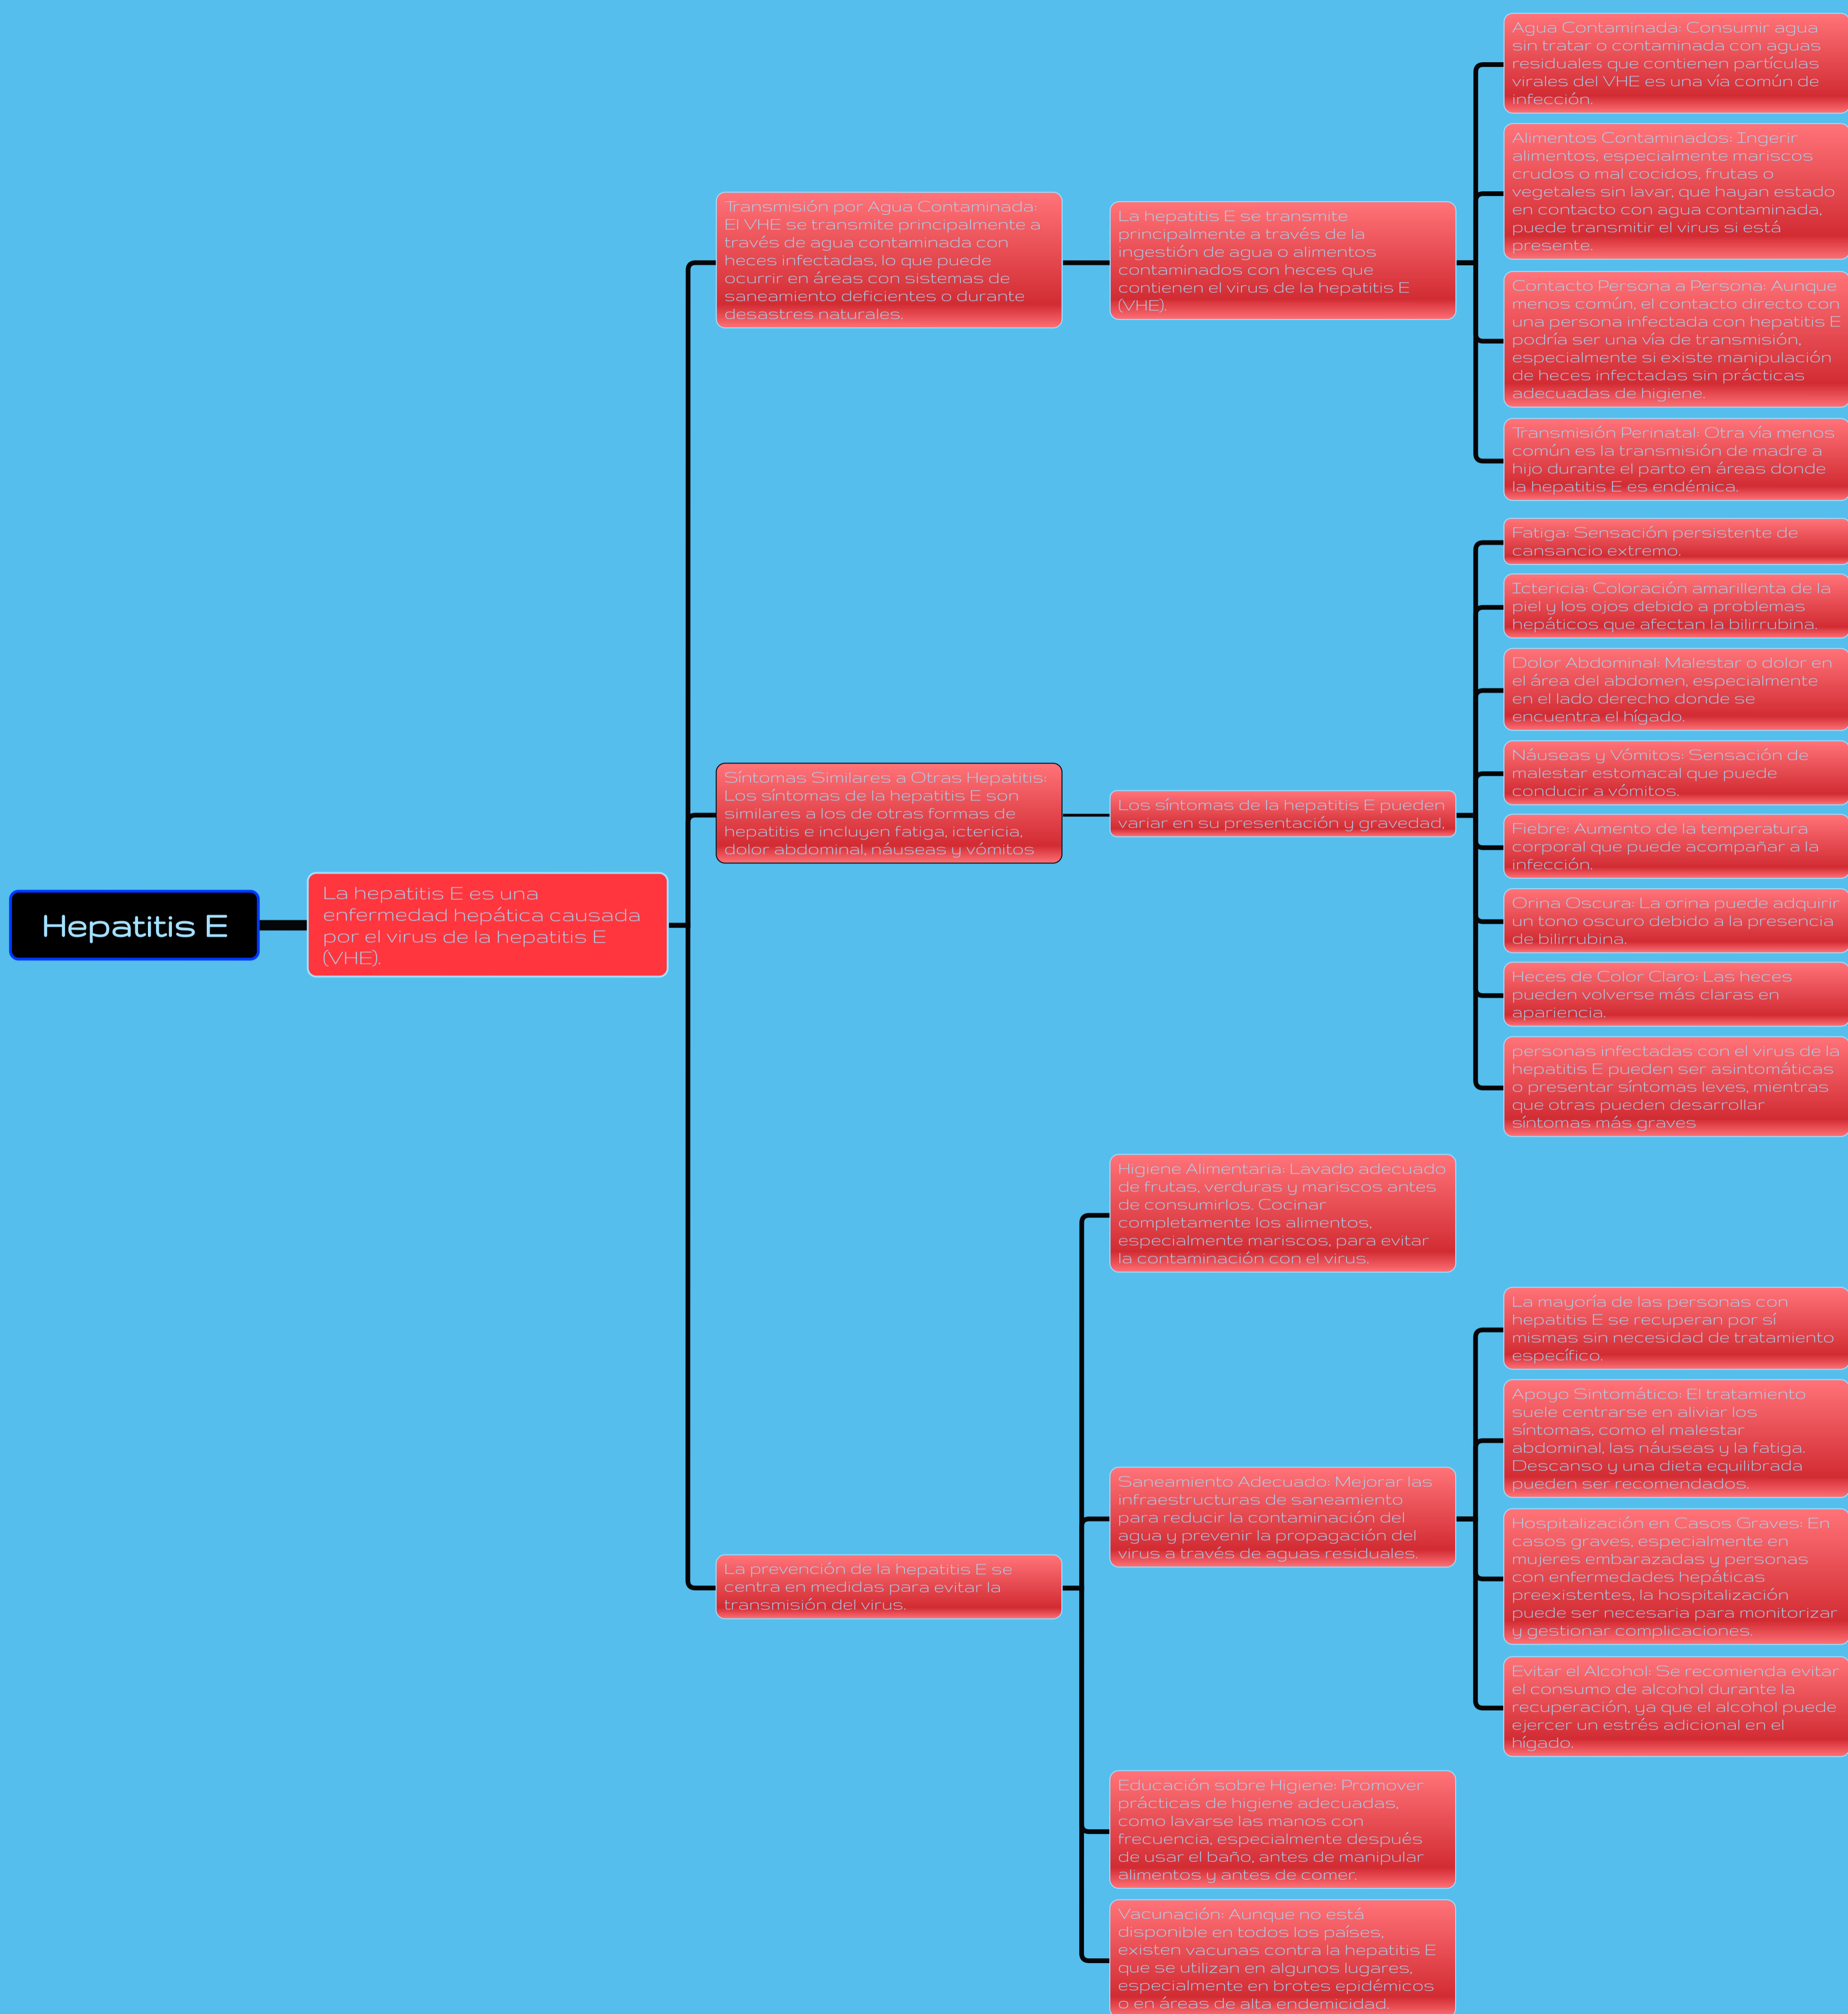 Hepatitis E
La hepatitis E es una
enfermedad hepática causada
por el virus de la hepatitis E
(VHE).
Transmisión por Agua Contaminada:
El VHE se transmite principalmente a
través de agua contaminada con
heces infectadas, lo que puede
ocurrir en áreas con sistemas de
saneamiento deficientes o durante
desastres naturales.
La hepatitis E se transmite
principalmente a través de la
ingestión de agua o alimentos
contaminados con heces que
contienen el virus de la hepatitis E
(VHE).
Agua Contaminada: Consumir agua
sin tratar o contaminada con aguas
residuales que contienen partículas
virales del VHE es una vía común de
infección.
Alimentos Contaminados: Ingerir
alimentos, especialmente mariscos
crudos o mal cocidos, frutas o
vegetales sin lavar, que hayan estado
en contacto con agua contaminada,
puede transmitir el virus si está
presente.
Contacto Persona a Persona: Aunque
menos común, el contacto directo con
una persona infectada con hepatitis E
podría ser una vía de transmisión,
especialmente si existe manipulación
de heces infectadas sin prácticas
adecuadas de higiene.
Transmisión Perinatal: Otra vía menos
común es la transmisión de madre a
hijo durante el parto en áreas donde
la hepatitis E es endémica.
Síntomas Similares a Otras Hepatitis:
Los síntomas de la hepatitis E son
similares a los de otras formas de
hepatitis e incluyen fatiga, ictericia,
dolor abdominal, náuseas y vómitos
Los síntomas de la hepatitis E pueden
variar en su presentación y gravedad,
Fatiga: Sensación persistente de
cansancio extremo.
Ictericia: Coloración amarillenta de la
piel y los ojos debido a problemas
hepáticos que afectan la bilirrubina.
Dolor Abdominal: Malestar o dolor en
el área del abdomen, especialmente
en el lado derecho donde se
encuentra el hígado.
Náuseas y Vómitos: Sensación de
malestar estomacal que puede
conducir a vómitos.
Fiebre: Aumento de la temperatura
corporal que puede acompañar a la
infección.
Orina Oscura: La orina puede adquirir
un tono oscuro debido a la presencia
de bilirrubina.
Heces de Color Claro: Las heces
pueden volverse más claras en
apariencia.
personas infectadas con el virus de la
hepatitis E pueden ser asintomáticas
o presentar síntomas leves, mientras
que otras pueden desarrollar
síntomas más graves
La prevención de la hepatitis E se
centra en medidas para evitar la
transmisión del virus.
Higiene Alimentaria: Lavado adecuado
de frutas, verduras y mariscos antes
de consumirlos. Cocinar
completamente los alimentos,
especialmente mariscos, para evitar
la contaminación con el virus.
Saneamiento Adecuado: Mejorar las
infraestructuras de saneamiento
para reducir la contaminación del
agua y prevenir la propagación del
virus a través de aguas residuales.
La mayoría de las personas con
hepatitis E se recuperan por sí
mismas sin necesidad de tratamiento
específico.
Apoyo Sintomático: El tratamiento
suele centrarse en aliviar los
síntomas, como el malestar
abdominal, las náuseas y la fatiga.
Descanso y una dieta equilibrada
pueden ser recomendados.
Hospitalización en Casos Graves: En
casos graves, especialmente en
mujeres embarazadas y personas
con enfermedades hepáticas
preexistentes, la hospitalización
puede ser necesaria para monitorizar
y gestionar complicaciones.
Evitar el Alcohol: Se recomienda evitar
el consumo de alcohol durante la
recuperación, ya que el alcohol puede
ejercer un estrés adicional en el
hígado.
Educación sobre Higiene: Promover
prácticas de higiene adecuadas,
como lavarse las manos con
frecuencia, especialmente después
de usar el baño, antes de manipular
alimentos y antes de comer.
Vacunación: Aunque no está
disponible en todos los países,
existen vacunas contra la hepatitis E
que se utilizan en algunos lugares,
especialmente en brotes epidémicos
o en áreas de alta endemicidad.